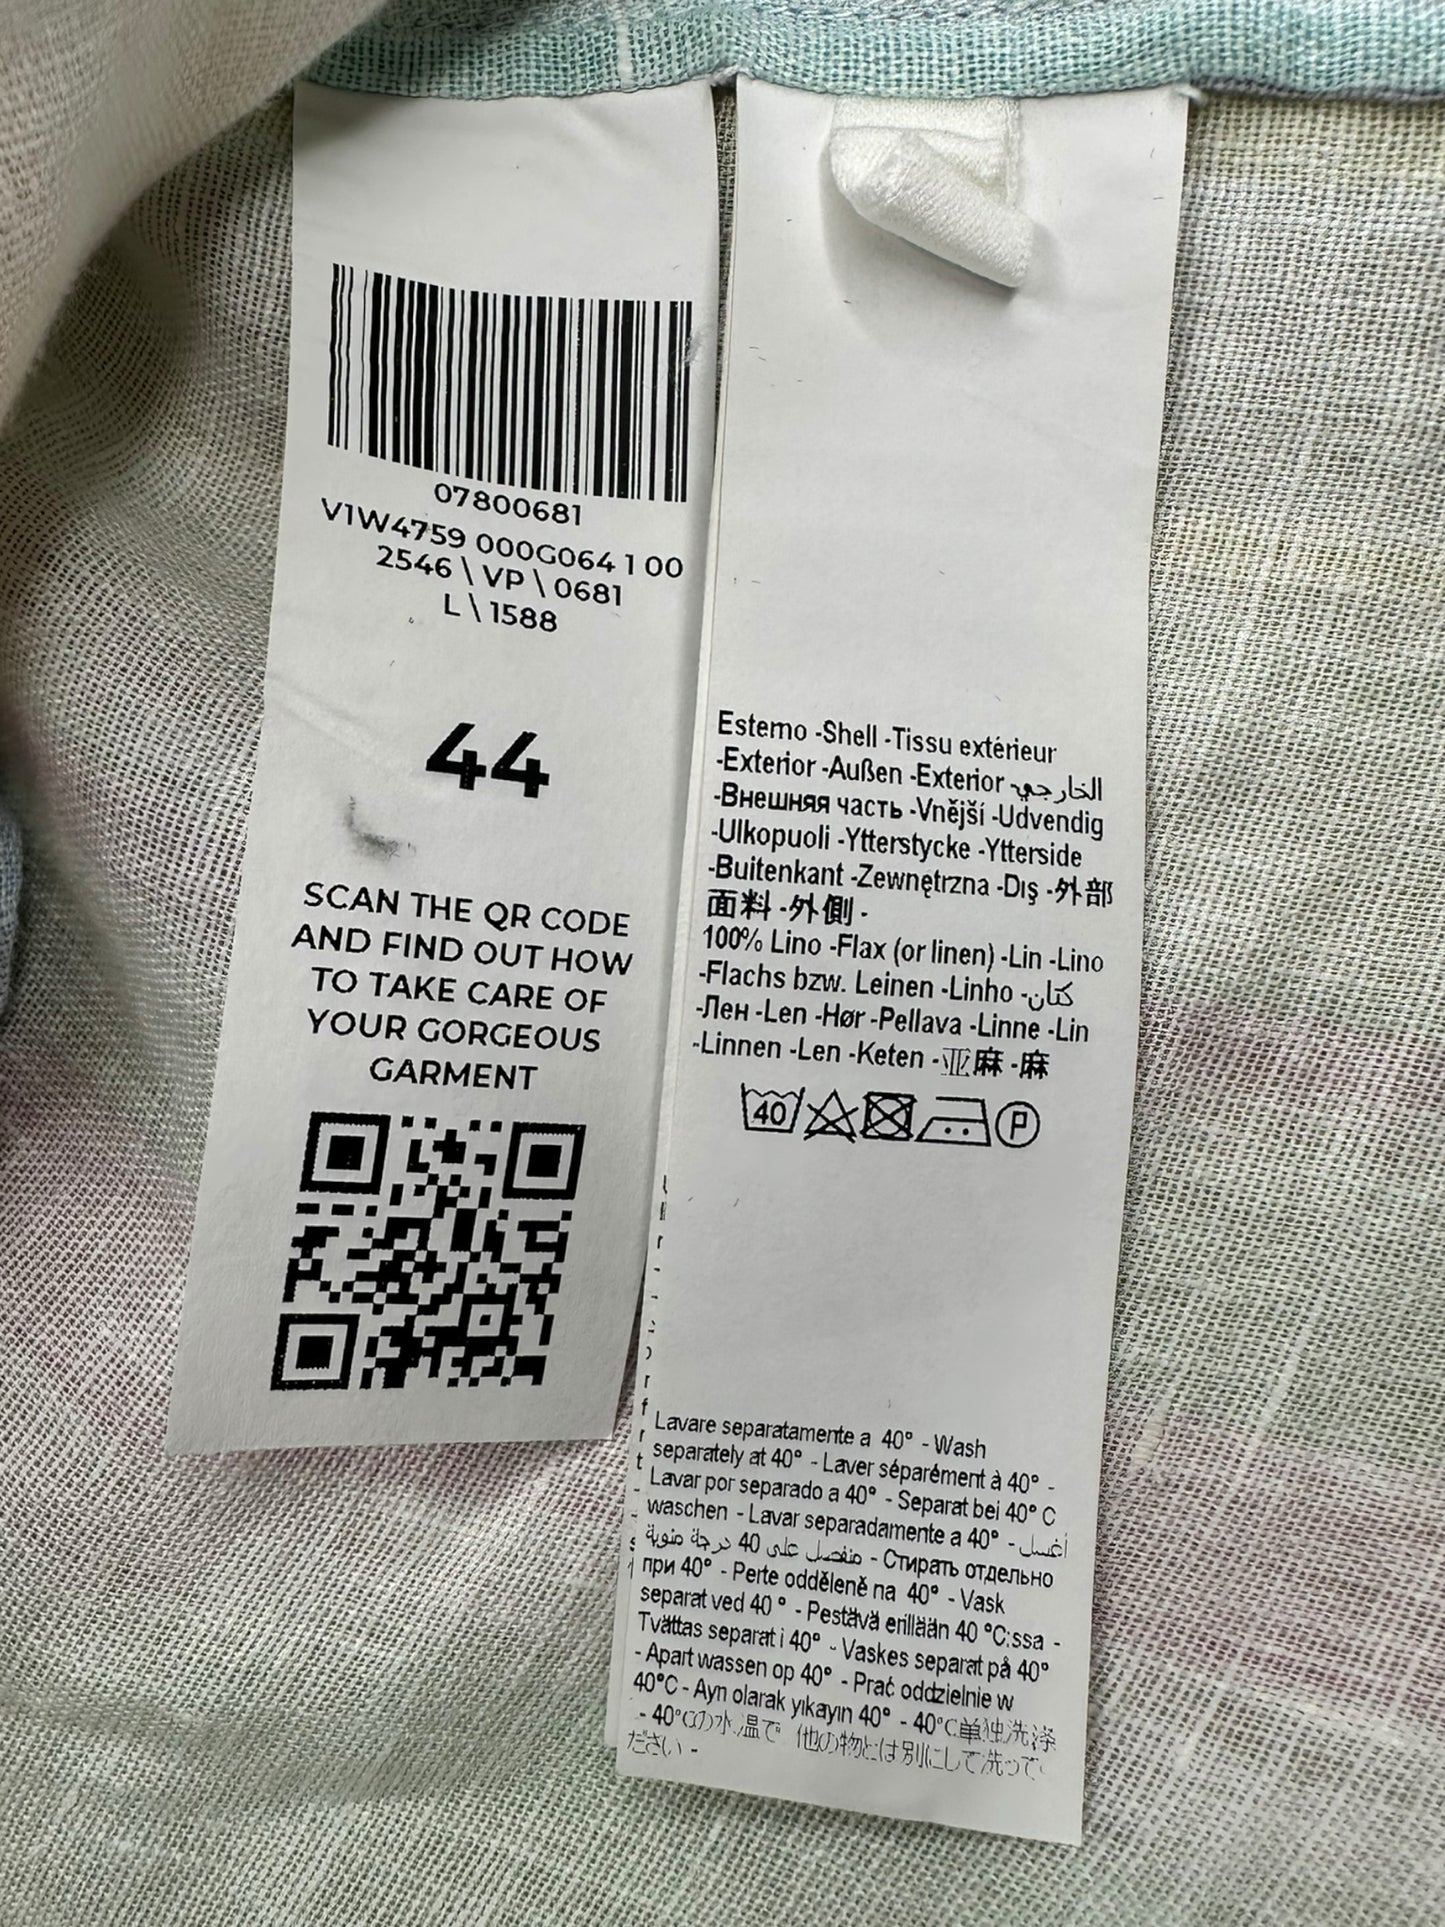 07800681
V1W4759 000G064 1 00
2546 \ VP \ 0681
L \ 1588
44
SCAN THE QR CODE
AND FIND OUT HOW
TO TAKE CARE OF
YOUR GORGEOUS
GARMENT
Esterno -Shell -Tissu extérieur
-Exterior -Außen -Exterior -الخارجي
-Внешняя часть -Vnější -Udvendig
-Ulkopuoli -Ytterstycke -Ytterside
-Buitenkant -Zewnętrzna -Dış -外部
面料 -外側 -
100% Lino -Flax (or linen) -Lin -Lino
-Flachs bzw. Leinen -Linho -كتان
-Лен -Len -Hør -Pellava -Linne -Lin
-Linnen -Len -Keten -亚麻 -麻
40 P
Lavare separatamente a 40° - Wash
separately at 40° - Laver séparément à 40° -
Lavar por separado a 40° - Separat bei 40° C
waschen - Lavar separadamente a 40° - أغسل
منفصل على 40 درجة مئوية - Стирать отдельно
при 40° - Perte odděleně na 40° - Vask
separat ved 40 ° - Pestävä erillään 40 °C:ssa -
Tvättas separat i 40° - Vaskes separat på 40°
- Apart wassen op 40° - Prać oddzielnie w
40°C - Ayrı olarak yıkayın 40° - 40°C单独洗涤
- 40°Cの水温で 他の物とは別にして洗って
ださい -